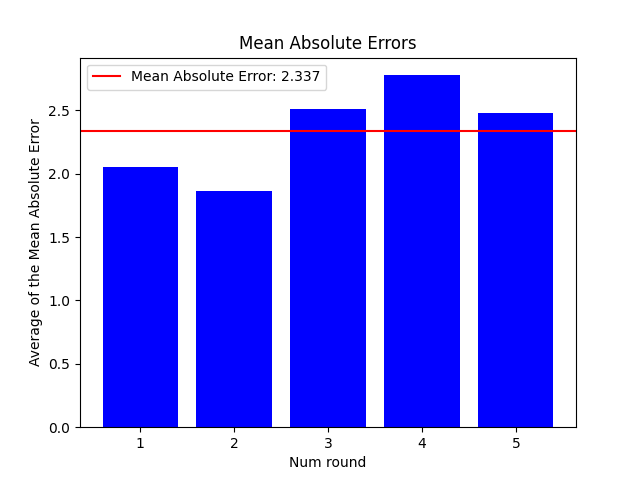 Mean Absolute Errors
Mean Absolute Error: 2.337
Average of the Mean Absolute Error
2.5
2.0
1.5
1.0
0.5
0.0
1 2 3 4 5
Num round